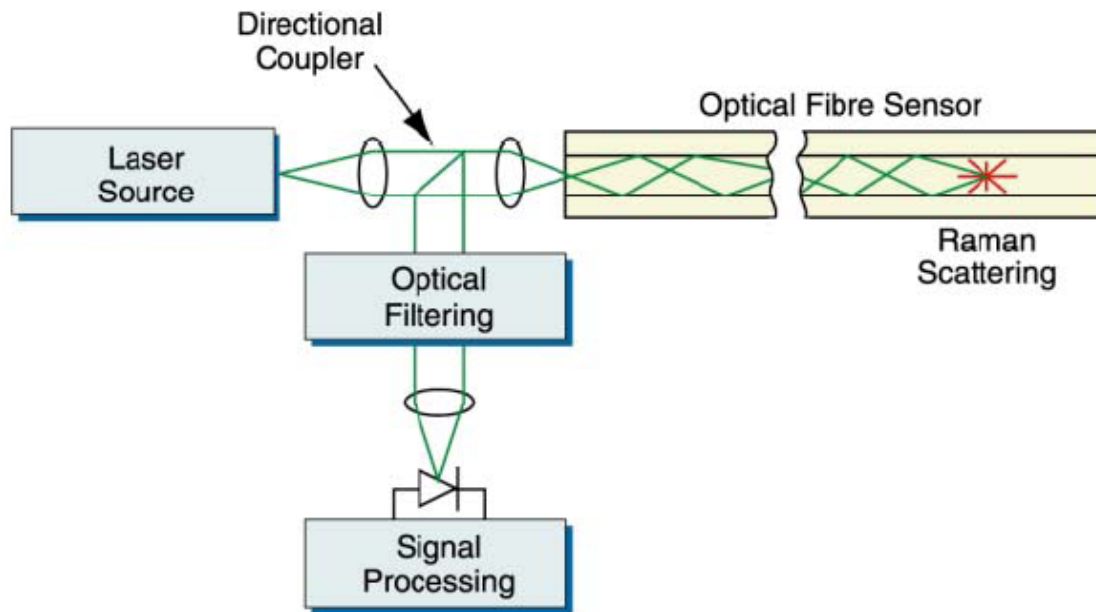 Directional
Coupler
Optical Fibre Sensor
Laser
Source
Raman
Scattering
Optical
Filtering
Signal
Processing